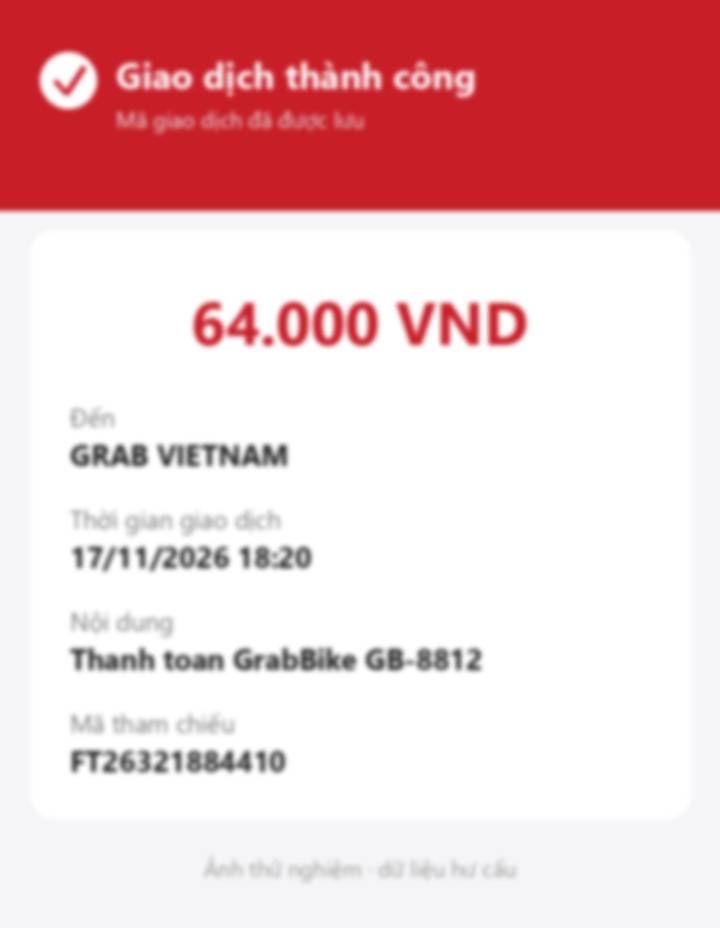 Giao dịch thành công
Mã giao dịch đã được lưu
64.000 VND
Đến
GRAB VIETNAM
Thời gian giao dịch
17/11/2026 18:20
Nội dung
Thanh toan GrabBike GB-8812
Mã tham chiếu
FT26321884410
Ảnh thử nghiệm · dữ liệu hư cấu